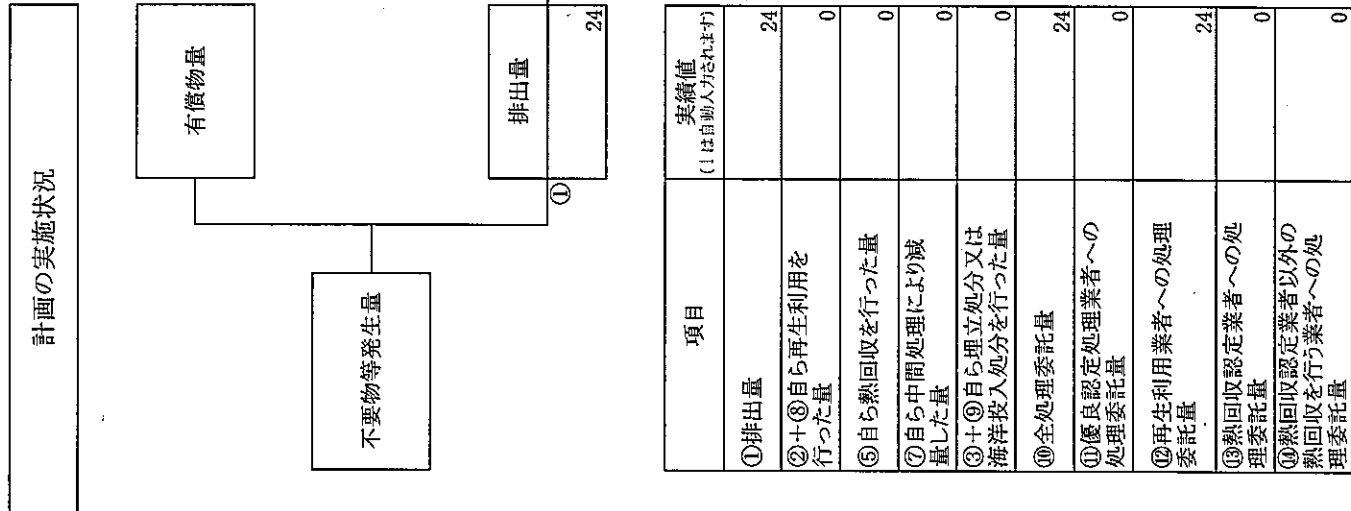 計画の実施状況
有償物量
不要物等発生量
排出量
①
24
項目
実績値
(1は自動入力されます)
①排出量
24
②+⑧自ら再生利用を
行った量
0
⑤自ら熱回収を行った量
0
⑦自ら中間処理により減
量した量
0
③+⑨自ら埋立処分又は
海洋投入処分を行った量
0
⑩全処理委託量
24
⑪優良認定処理業者への
処理委託量
0
⑫再生利用業者への処理
委託量
24
⑬熱回収認定業者への処
理委託量
0
⑭熱回収認定業者以外の
熱回収を行う業者への処
理委託量
0